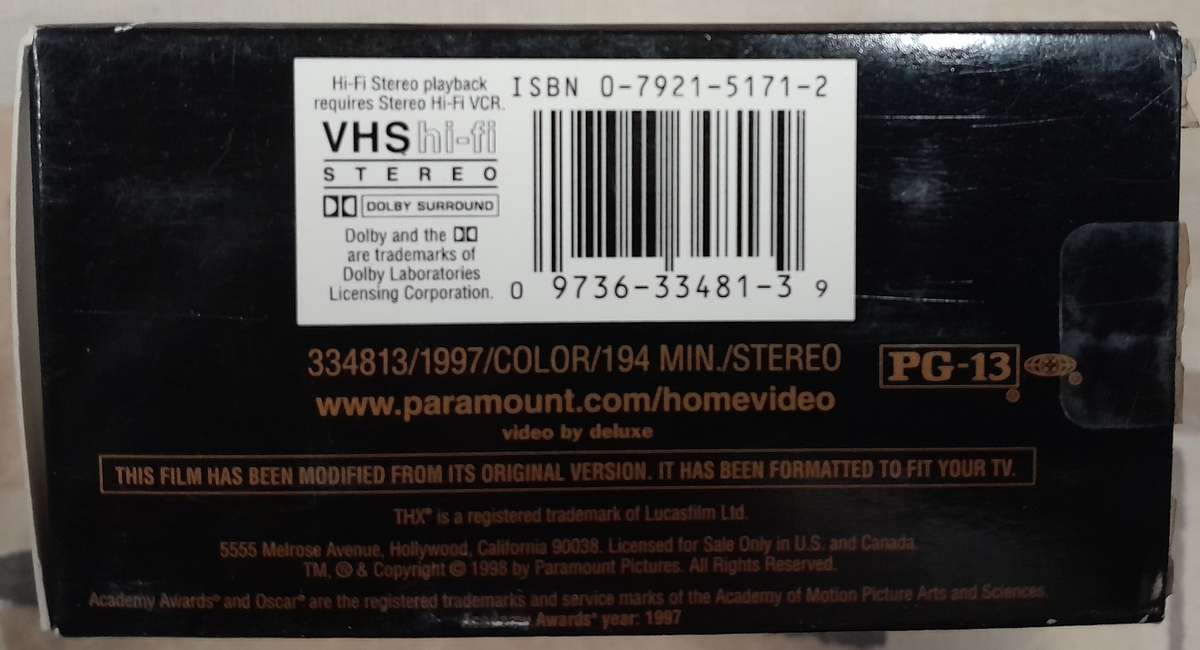 Hi-Fi Stereo playback
requires Stereo Hi-Fi VCR.
VHS hi-fi
STEREO
DOLBY SURROUND
Dolby and the
are trademarks of
Dolby Laboratories
Licensing Corporation.
ISBN 0-7921-5171-2
0 9736-33481-3 9
334813/1997/COLOR/194 MIN./STEREO
PG-13 ®
®
www.paramount.com/homevideo
video by deluxe
THIS FILM HAS BEEN MODIFIED FROM ITS ORIGINAL VERSION. IT HAS BEEN FORMATTED TO FIT YOUR TV.
THX® is a registered trademark of Lucasfilm Ltd.
5555 Melrose Avenue, Hollywood, California 90038. Licensed for Sale Only in U.S. and Canada.
TM, ® & Copyright © 1998 by Paramount Pictures. All Rights Reserved.
Academy Awards® and Oscar® are the registered trademarks and service marks of the Academy of Motion Picture Arts and Sciences.
Awards® year: 1997